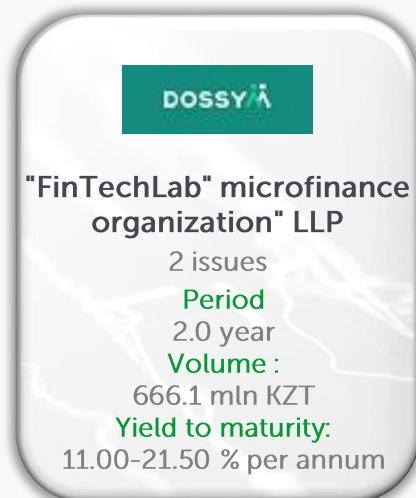 DOSSYM
"FinTechLab" microfinance
organization" LLP
2 issues
Period
2.0 year
Volume :
666.1 mln KZT
Yield to maturity:
11.00-21.50 % per annum